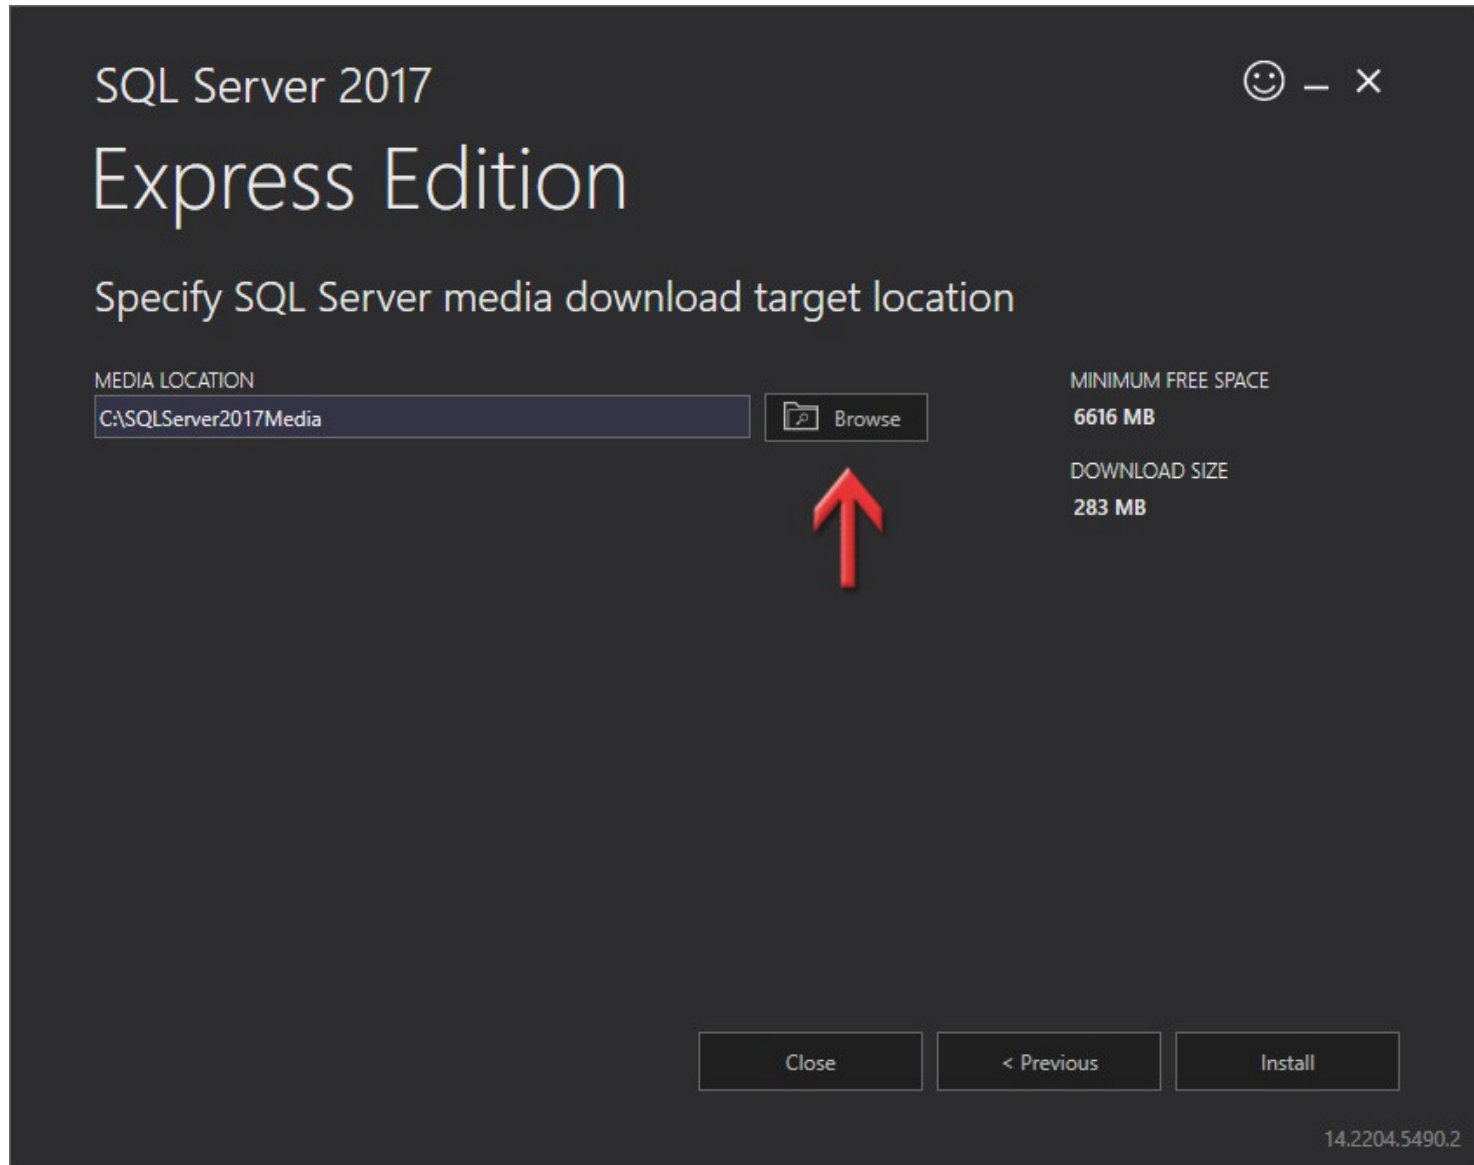 SQL Server 2017
Express Edition
Specify SQL Server media download target location
MEDIA LOCATION
C:\SQLServer2017Media
Browse
MINIMUM FREE SPACE
6616 MB
DOWNLOAD SIZE
283 MB
Close
< Previous
Install
14.2204.5490.2